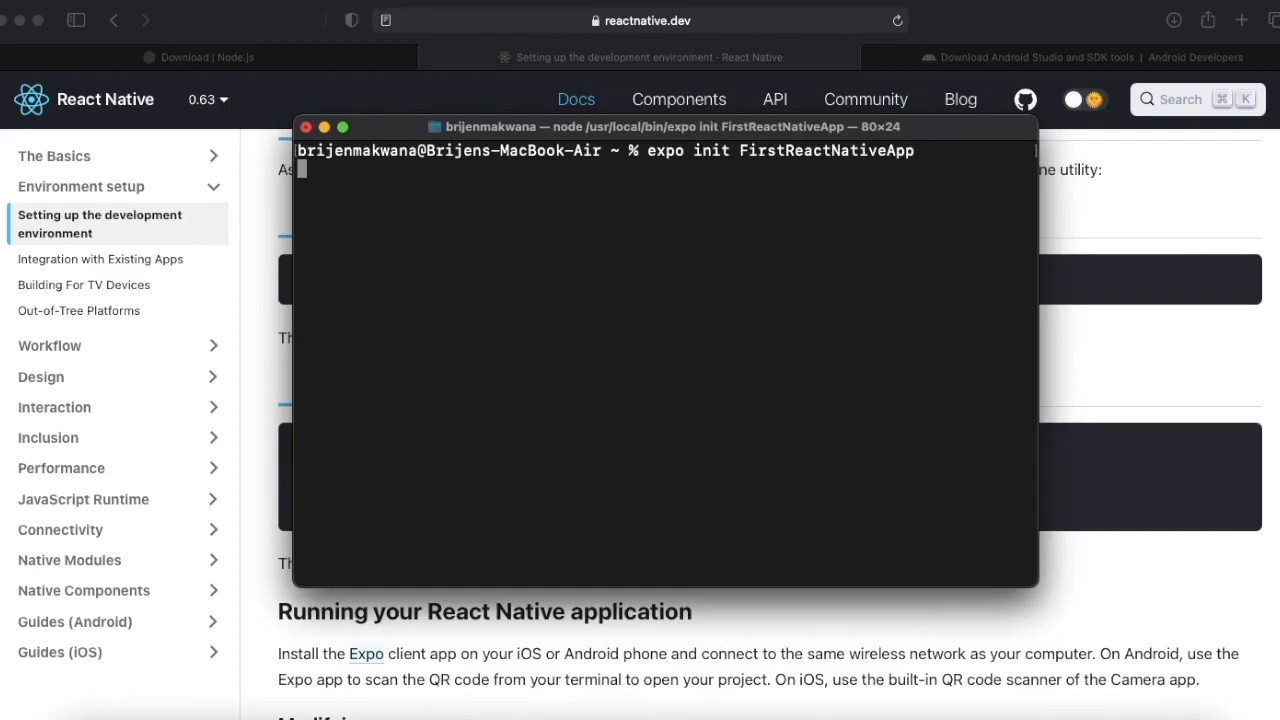 reactnative.dev
Download | Node.js
Setting up the development environment · React Native
Download Android Studio and SDK tools | Android Developers
React Native
0.63
Docs
Components
API
Community
Blog
Search
⌘
K
The Basics
Environment setup
Setting up the development
environment
Integration with Existing Apps
Building For TV Devices
Out-of-Tree Platforms
Workflow
Design
Interaction
Inclusion
Performance
JavaScript Runtime
Connectivity
Native Modules
Native Components
Guides (Android)
Guides (iOS)
As
ne utility:
brijenmakwana — node /usr/local/bin/expo init FirstReactNativeApp — 80×24
[brijenmakwana@Brijens-MacBook-Air ~ % expo init FirstReactNativeApp ]
Th
Th
Running your React Native application
Install the Expo client app on your iOS or Android phone and connect to the same wireless network as your computer. On Android, use the
Expo app to scan the QR code from your terminal to open your project. On iOS, use the built-in QR code scanner of the Camera app.